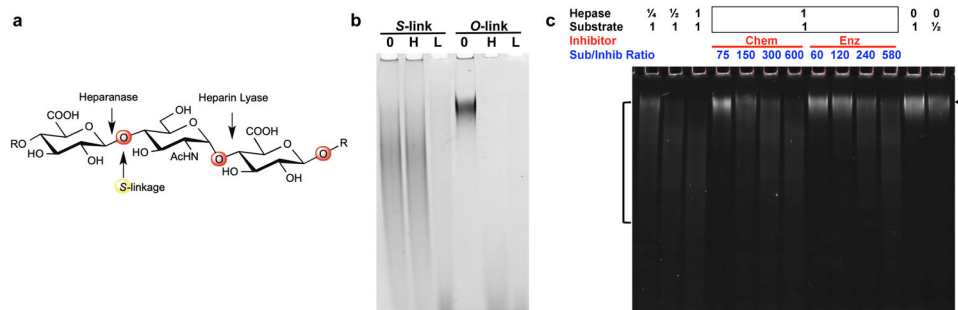 a
Heparanase
Heparin Lyase
COOH
OH
COOH
RO
O
O
O
O
O
O
R
HO
OH
HO
AcHN
HO
OH
S-linkage
b
S-link O-link
0 H L 0 H L
c
Hepase ¼ ½ 1 1 0 0
Substrate 1 1 1 1 1 ½
Inhibitor Chem Enz
Sub/Inhib Ratio 75 150 300 600 60 120 240 580